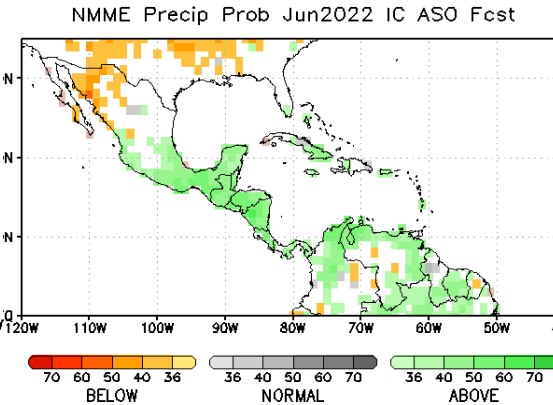 NMME Precip Prob Jun2022 IC ASO Fcst
N
N
N
0
120W 110W 100W 90W 80W 70W 60W 50W
70 60 50 40 36 36 40 50 60 70 36 40 50 60 70
BELOW NORMAL ABOVE